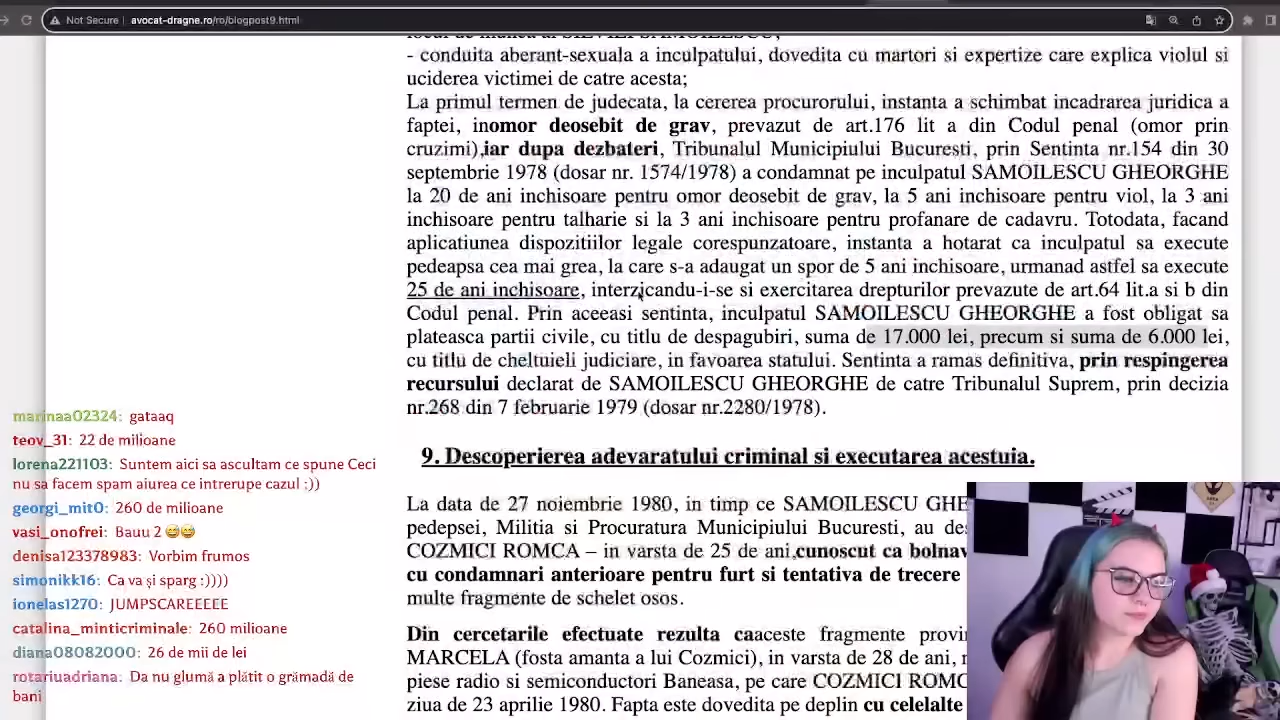 Not Secure | avocat-dragne.ro/ro/blogpost9.html
- conduita aberant-sexuala a inculpatului, dovedita cu martori si expertize care explica violul si
uciderea victimei de catre acesta;
La primul termen de judecata, la cererea procurorului, instanta a schimbat incadrarea juridica a
faptei, inomor deosebit de grav, prevazut de art.176 lit a din Codul penal (omor prin
cruzimi),iar dupa dezbateri, Tribunalul Municipiului Bucuresti, prin Sentinta nr.154 din 30
septembrie 1978 (dosar nr. 1574/1978) a condamnat pe inculpatul SAMOILESCU GHEORGHE
la 20 de ani inchisoare pentru omor deosebit de grav, la 5 ani inchisoare pentru viol, la 3 ani
inchisoare pentru talharie si la 3 ani inchisoare pentru profanare de cadavru. Totodata, facand
aplicatiunea dispozitiilor legale corespunzatoare, instanta a hotarat ca inculpatul sa execute
pedeapsa cea mai grea, la care s-a adaugat un spor de 5 ani inchisoare, urmand astfel sa execute
25 de ani inchisoare, interzicandu-i-se si exercitarea drepturilor prevazute de art.64 lit.a si b din
Codul penal. Prin aceeasi sentinta, inculpatul SAMOILESCU GHEORGHE a fost obligat sa
plateasca partii civile, cu titlu de despagubiri, suma de 17.000 lei, precum si suma de 6.000 lei,
cu titlu de cheltuieli judiciare, in favoarea statului. Sentinta a ramas definitiva, prin respingerea
recursului declarat de SAMOILESCU GHEORGHE de catre Tribunalul Suprem, prin decizia
nr.268 din 7 februarie 1979 (dosar nr.2280/1978).
9. Descoperierea adevaratului criminal si executarea acestuia.
La data de 27 noiembrie 1980, in timp ce SAMOILESCU GHE
pedepsei, Militia si Procuratura Municipiului Bucuresti, au des
COZMICI ROMCA – in varsta de 25 de ani,cunoscut ca bolnav
cu condamnari anterioare pentru furt si tentativa de trecere
multe fragmente de schelet osos.
Din cercetarile efectuate rezulta caaceste fragmente provin
MARCELA (fosta amanta a lui Cozmici), in varsta de 28 de ani,
piese radio si semiconductori Baneasa, pe care COZMICI ROMC
ziua de 23 aprilie 1980. Fapta este dovedita pe deplin cu celelalte
marinaa02324: gataaq
teov_31: 22 de milioane
lorena221103: Suntem aici sa ascultam ce spune Ceci
nu sa facem spam aiurea ce intrerupe cazul ;))
georgi_mit0: 260 de milioane
vasi_onofrei: Bauu 2 😅😅
denisa123378983: Vorbim frumos
simonikk16: Ca va și sparg :))))
ionelas1270: JUMPSCAREEEEE
catalina_minticriminale: 260 milioane
diana08082000: 26 de mii de lei
rotariuadriana: Da nu glumă a plătit o grămadă de
bani